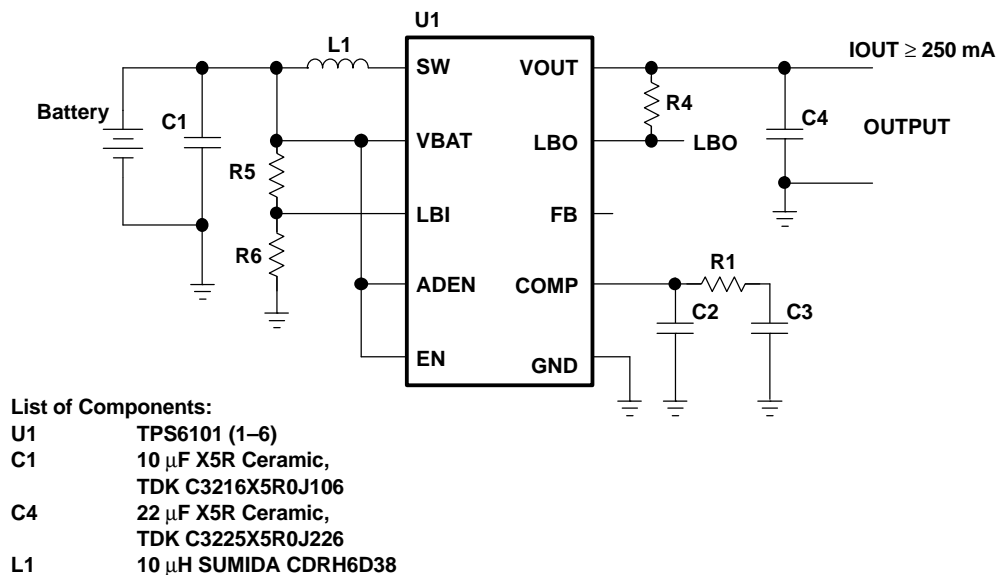 U1
L1
SW
VOUT
IOUT ≥ 250 mA
Battery
C1
R4
C4
OUTPUT
VBAT
LBO
LBO
R5
LBI
FB
R6
R1
ADEN
COMP
C2
C3
EN
GND
List of Components:
U1 TPS6101 (1–6)
C1 10 μF X5R Ceramic,
TDK C3216X5R0J106
C4 22 μF X5R Ceramic,
TDK C3225X5R0J226
L1 10 μH SUMIDA CDRH6D38